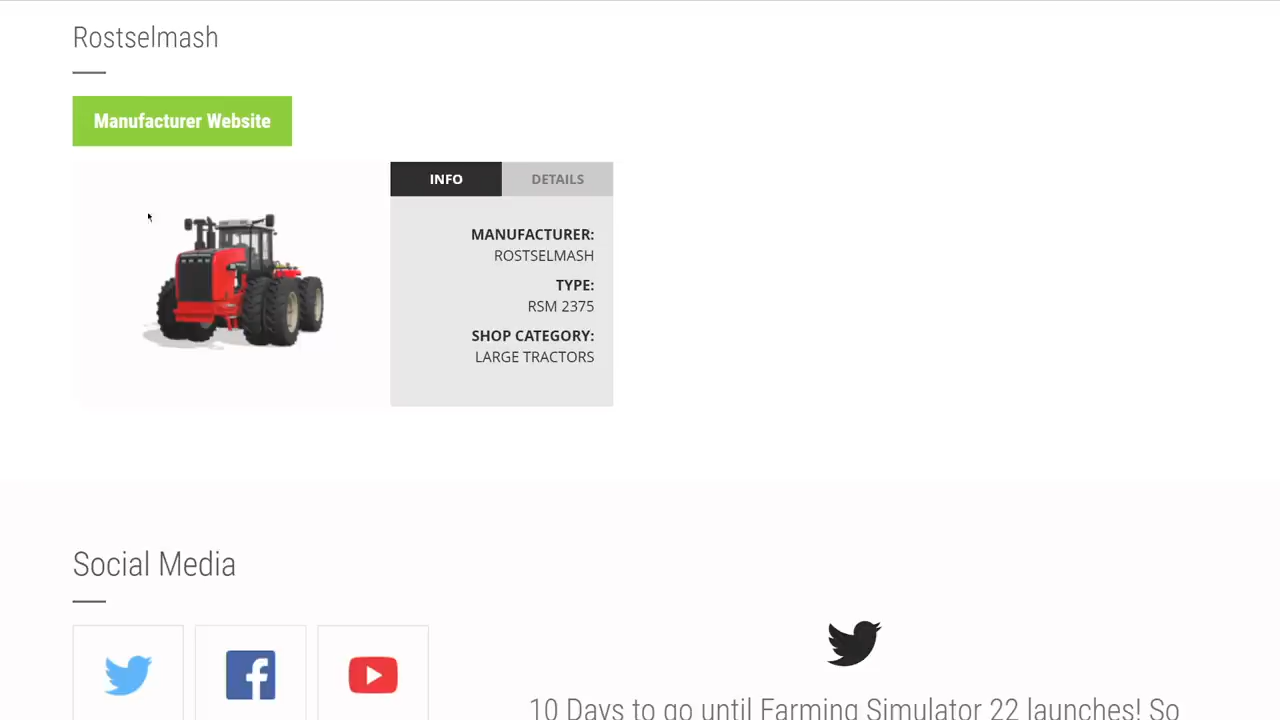 Rostselmash
Manufacturer Website
INFO
DETAILS
MANUFACTURER:
ROSTSELMASH
TYPE:
RSM 2375
SHOP CATEGORY:
LARGE TRACTORS
Social Media
10 Days to go until Farming Simulator 22 launches! So